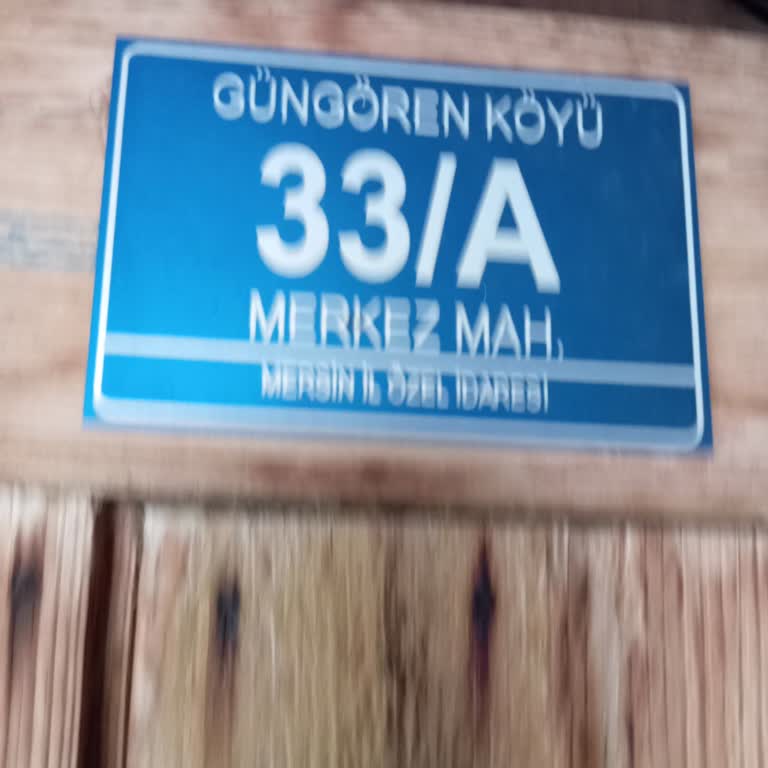 GÜNGÖREN KÖYÜ
33/A
MERKEZ MAH.
MERSİN İL ÖZEL İDARESİ